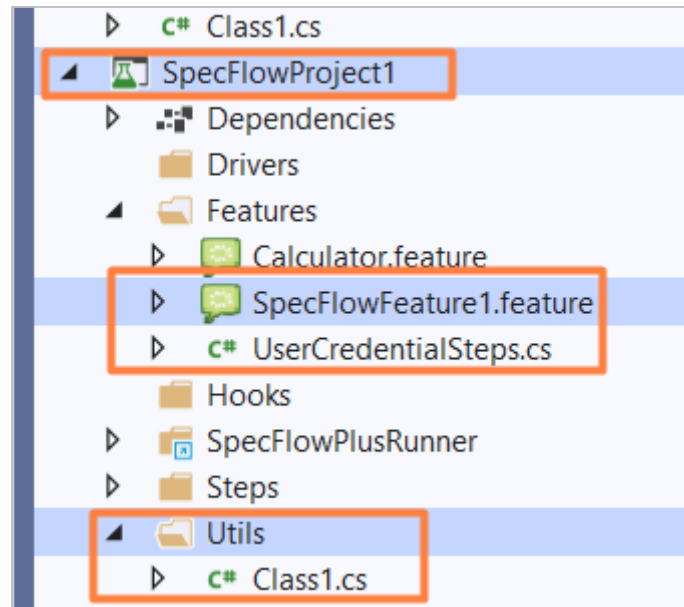 C# Class1.cs
SpecFlowProject1
Dependencies
Drivers
Features
Calculator.feature
SpecFlowFeature1.feature
C# UserCredentialSteps.cs
Hooks
SpecFlowPlusRunner
Steps
Utils
C# Class1.cs